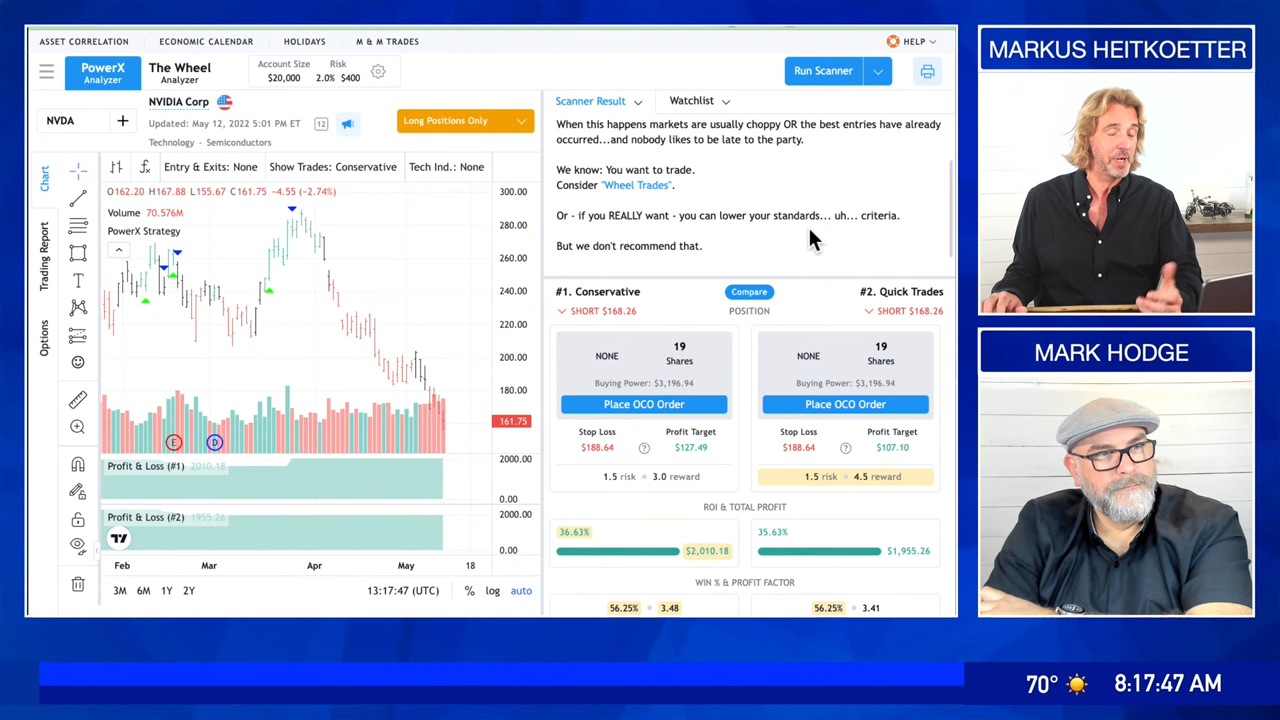 ASSET CORRELATION
ECONOMIC CALENDAR
HOLIDAYS
M & M TRADES
HELP
PowerX
Analyzer
The Wheel
Analyzer
Account Size
$20,000
Risk
2.0% $400
Run Scanner
NVDA
NVIDIA Corp
Updated: May 12, 2022 5:01 PM ET
12
Technology · Semiconductors
Long Positions Only
Chart
Trading Report
Options
Entry & Exits: None
Show Trades: Conservative
Tech Ind.: None
O162.20 H167.88 L155.67 C161.75 -4.55 (-2.74%)
Volume 70.576M
PowerX Strategy
300.00
280.00
260.00
240.00
220.00
200.00
180.00
161.75
E
D
Profit & Loss (#1) 2010.18
2000.00
0.00
Profit & Loss (#2) 1955.26
2000.00
0.00
Feb
Mar
Apr
May
18
3M 6M 1Y 2Y
13:17:47 (UTC)
% log auto
Scanner Result
Watchlist
When this happens markets are usually choppy OR the best entries have already
occurred...and nobody likes to be late to the party.
We know: You want to trade.
Consider "Wheel Trades".
Or - if you REALLY want - you can lower your standards... uh... criteria.
But we don't recommend that.
#1. Conservative
Compare
#2. Quick Trades
SHORT $168.26
POSITION
SHORT $168.26
NONE
19
Shares
Buying Power: $3,196.94
Place OCO Order
NONE
19
Shares
Buying Power: $3,196.94
Place OCO Order
Stop Loss
$188.64
Profit Target
$127.49
Stop Loss
$188.64
Profit Target
$107.10
1.5 risk 3.0 reward
1.5 risk 4.5 reward
ROI & TOTAL PROFIT
36.63%
$2,010.18
35.63%
$1,955.26
WIN % & PROFIT FACTOR
56.25% 3.48
56.25% 3.41
MARKUS HEITKOETTER
MARK HODGE
70°
8:17:47 AM